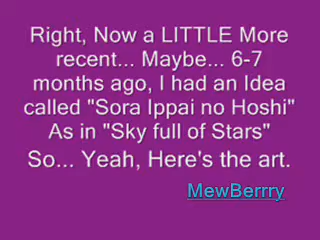 Right, Now a LITTLE More
recent... Maybe... 6-7
months ago, I had an Idea
called "Sora Ippai no Hoshi"
As in "Sky full of Stars"
So... Yeah, Here's the art.
MewBerrry